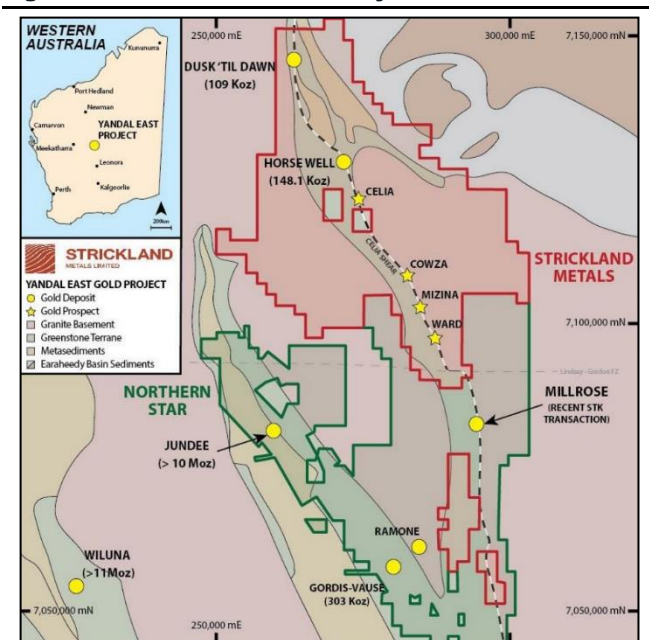 WESTERN
AUSTRALIA
Kununurra
Port Hedland
Newman
Carnarvon
YANDAL EAST
PROJECT
Meekatharra
Leonora
Perth
Kalgoorlie
200km
STRICKLAND
METALS LIMITED
YANDAL EAST GOLD PROJECT
Gold Deposit
Gold Prospect
Granite Basement
Greenstone Terrane
Metasediments
Earaheedy Basin Sediments
250,000 mE
300,000 mE
7,150,000 mN
DUSK 'TIL DAWN
(109 Koz)
HORSE WELL
(148.1 Koz)
CELIA
CELIA SHEAR
COWZA
MIZINA
WARD
STRICKLAND
METALS
7,100,000 mN
Lindsay - Gordon FZ
NORTHERN
STAR
MILLROSE
(RECENT STK
TRANSACTION)
JUNDEE
(> 10 Moz)
RAMONE
WILUNA
(>11Moz)
GORDIS-VAUSE
(303 Koz)
7,050,000 mN
7,050,000 mN
250,000 mE